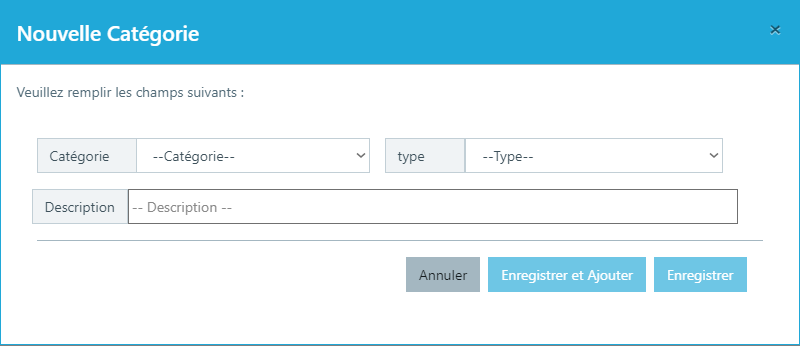 Nouvelle Catégorie ×
Veuillez remplir les champs suivants :
Catégorie --Catégorie-- type --Type--
Description -- Description --
Annuler Enregistrer et Ajouter Enregistrer